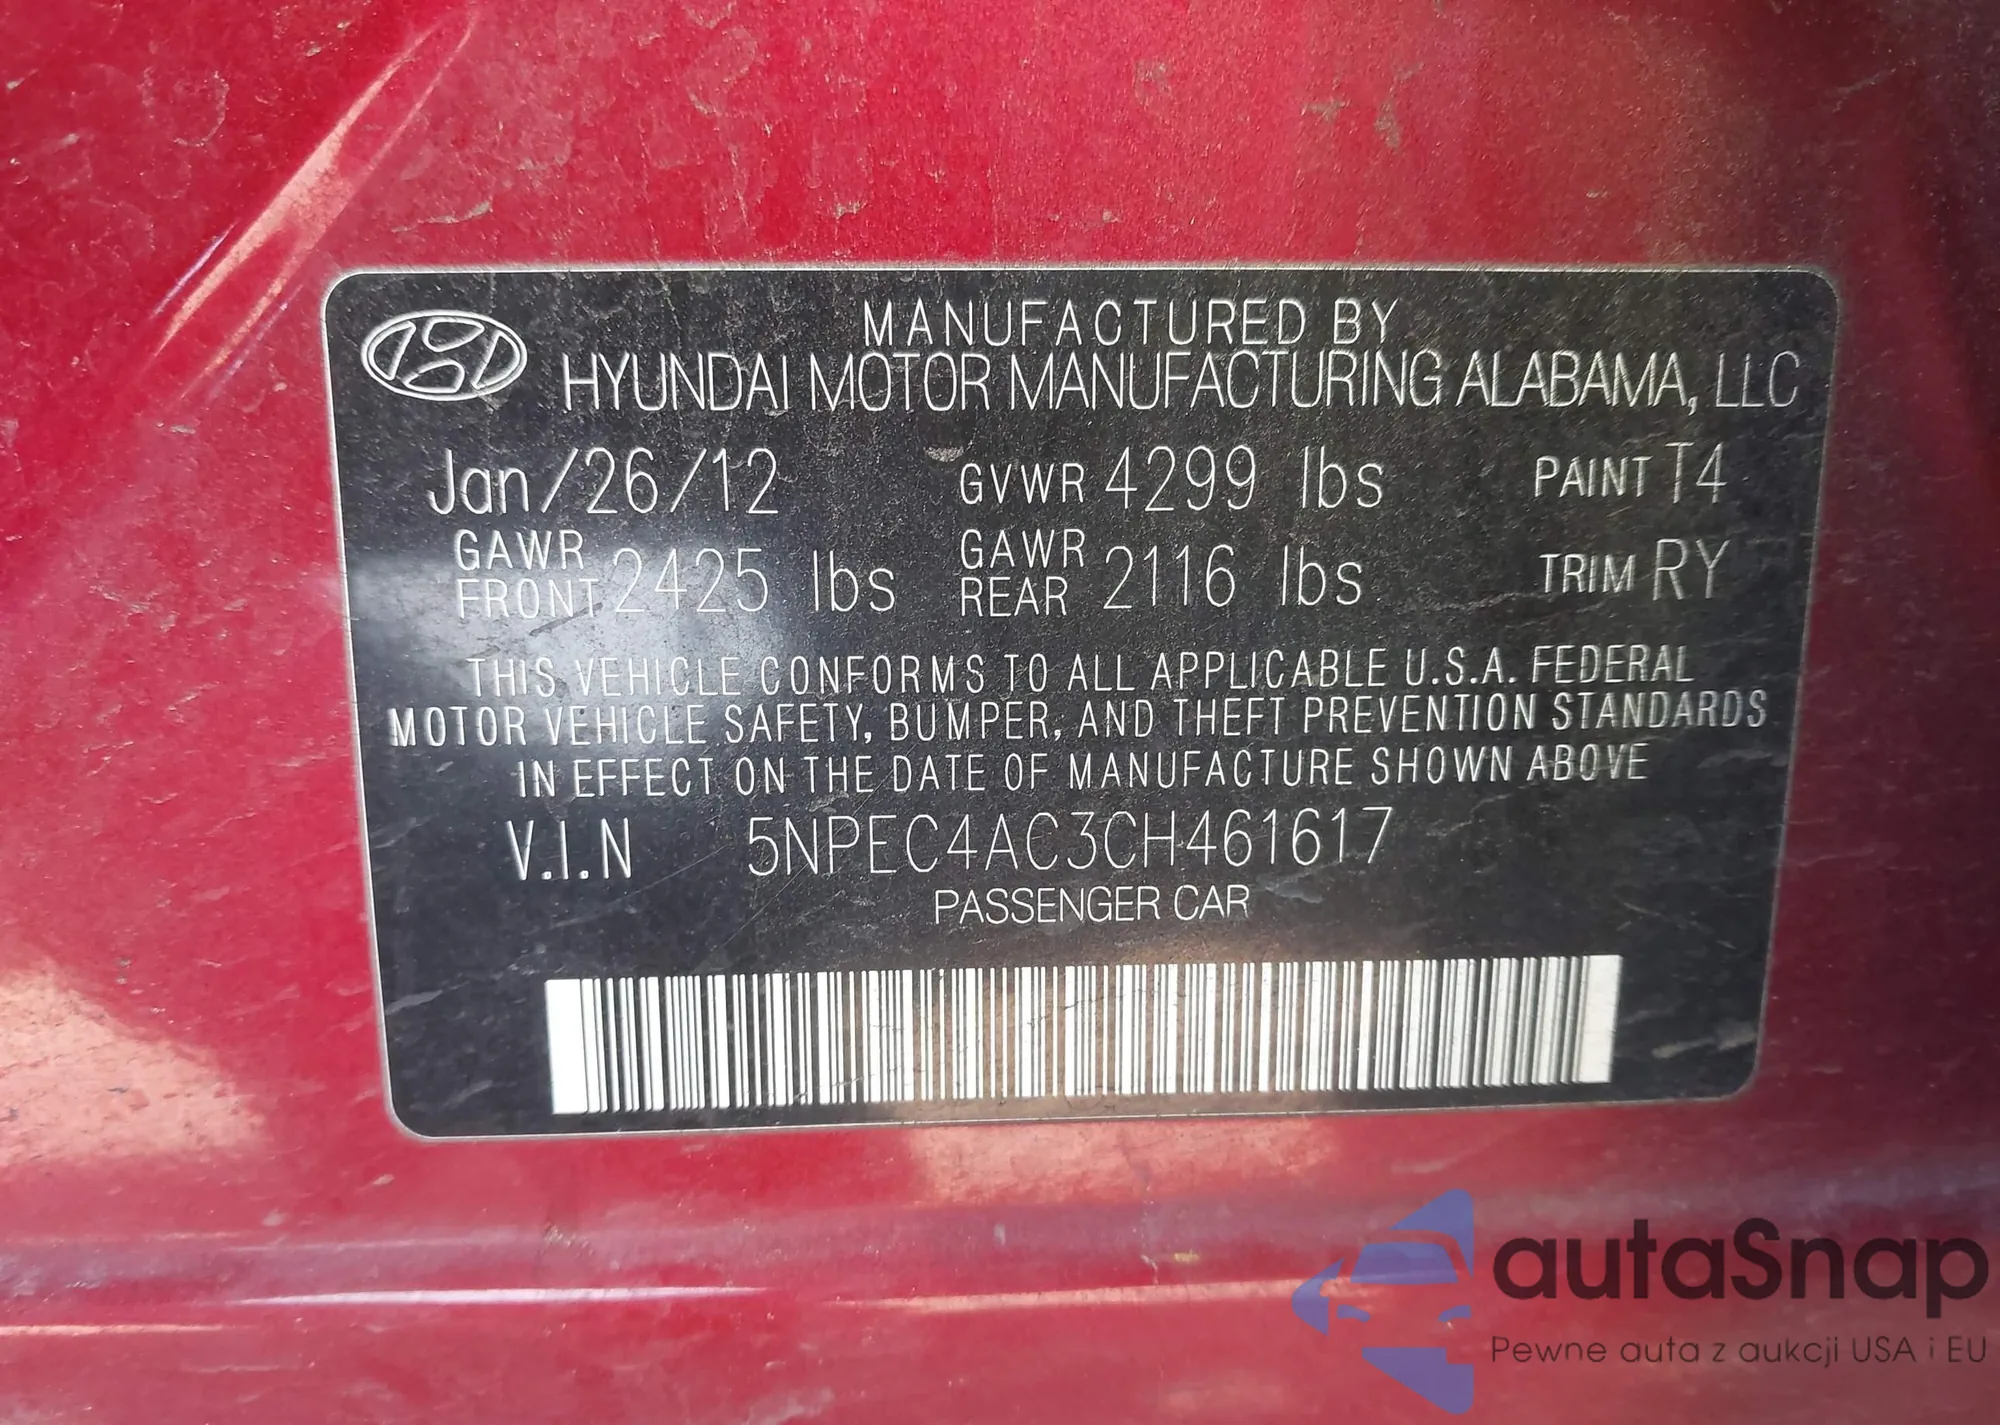 MANUFACTURED BY
HYUNDAI MOTOR MANUFACTURING ALABAMA, LLC
Jan/26/12 GVWR 4299 lbs PAINT T4
GAWR FRONT 2425 lbs GAWR REAR 2116 lbs TRIM RY
THIS VEHICLE CONFORMS TO ALL APPLICABLE U.S.A. FEDERAL
MOTOR VEHICLE SAFETY, BUMPER, AND THEFT PREVENTION STANDARDS
IN EFFECT ON THE DATE OF MANUFACTURE SHOWN ABOVE
V.I.N 5NPEC4AC3CH461617
PASSENGER CAR
autaSnap
Pewne auta z aukcji USA i EU